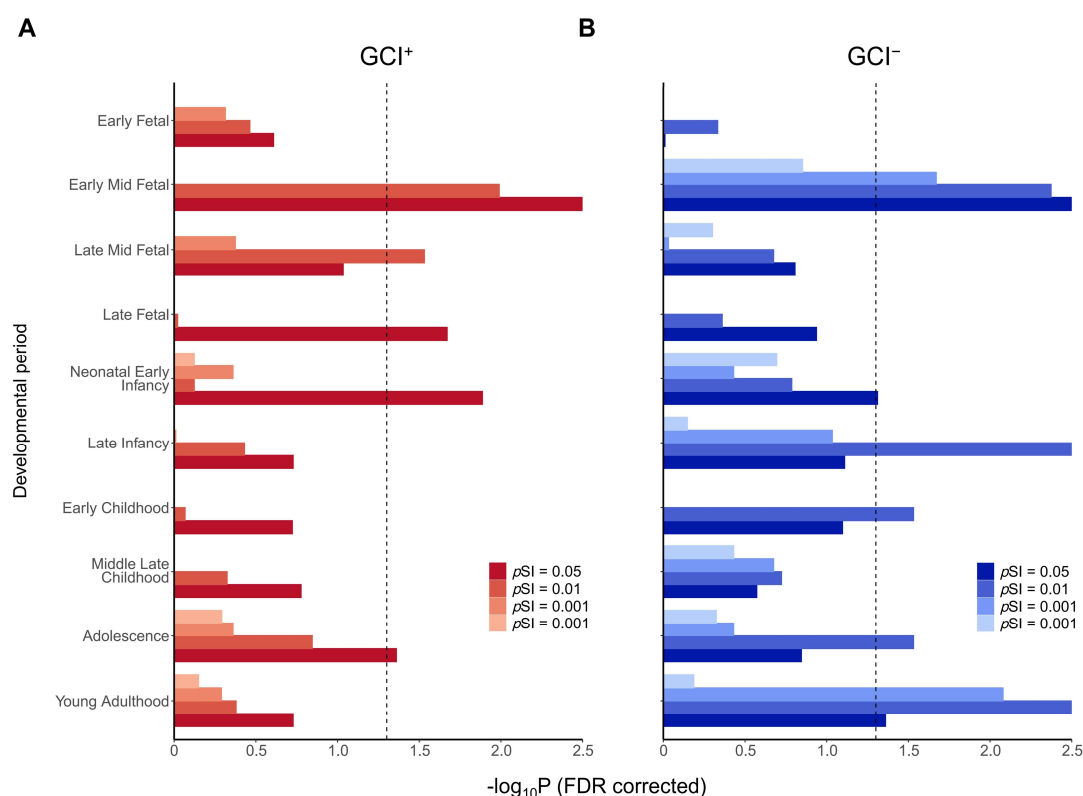 A
B
GCI⁺
GCI⁻
Developmental period
Early Fetal
Early Mid Fetal
Late Mid Fetal
Late Fetal
Neonatal Early
Infancy
Late Infancy
Early Childhood
Middle Late
Childhood
Adolescence
Young Adulthood
pSI = 0.05
pSI = 0.01
pSI = 0.001
pSI = 0.001
pSI = 0.05
pSI = 0.01
pSI = 0.001
pSI = 0.001
0 0.5 1.0 1.5 2.0 2.5
0 0.5 1.0 1.5 2.0 2.5
-log₁₀P (FDR corrected)